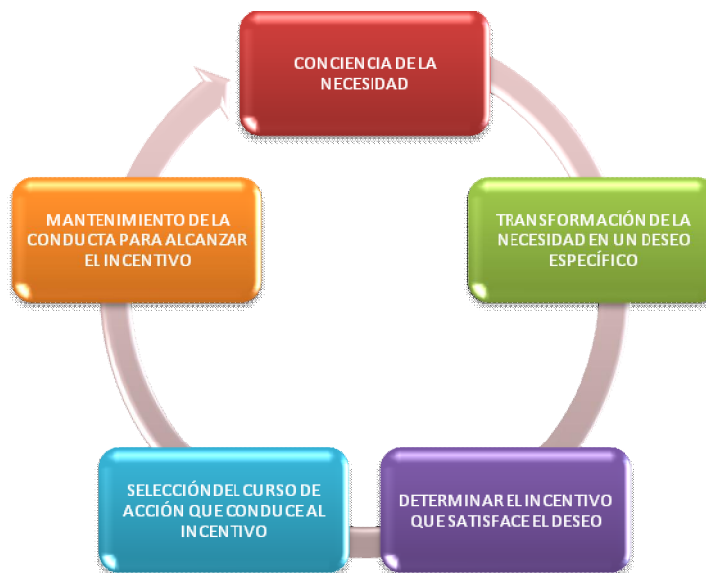 CONCIENCIA DE LA
NECESIDAD
TRANSFORMACIÓN DE LA
NECESIDAD EN UN DESEO
ESPECÍFICO
DETERMINAR EL INCENTIVO
QUE SATISFACE EL DESEO
SELECCIÓN DEL CURSO DE
ACCIÓN QUE CONDUCE AL
INCENTIVO
MANTENIMIENTO DE LA
CONDUCTA PARA ALCANZAR
EL INCENTIVO